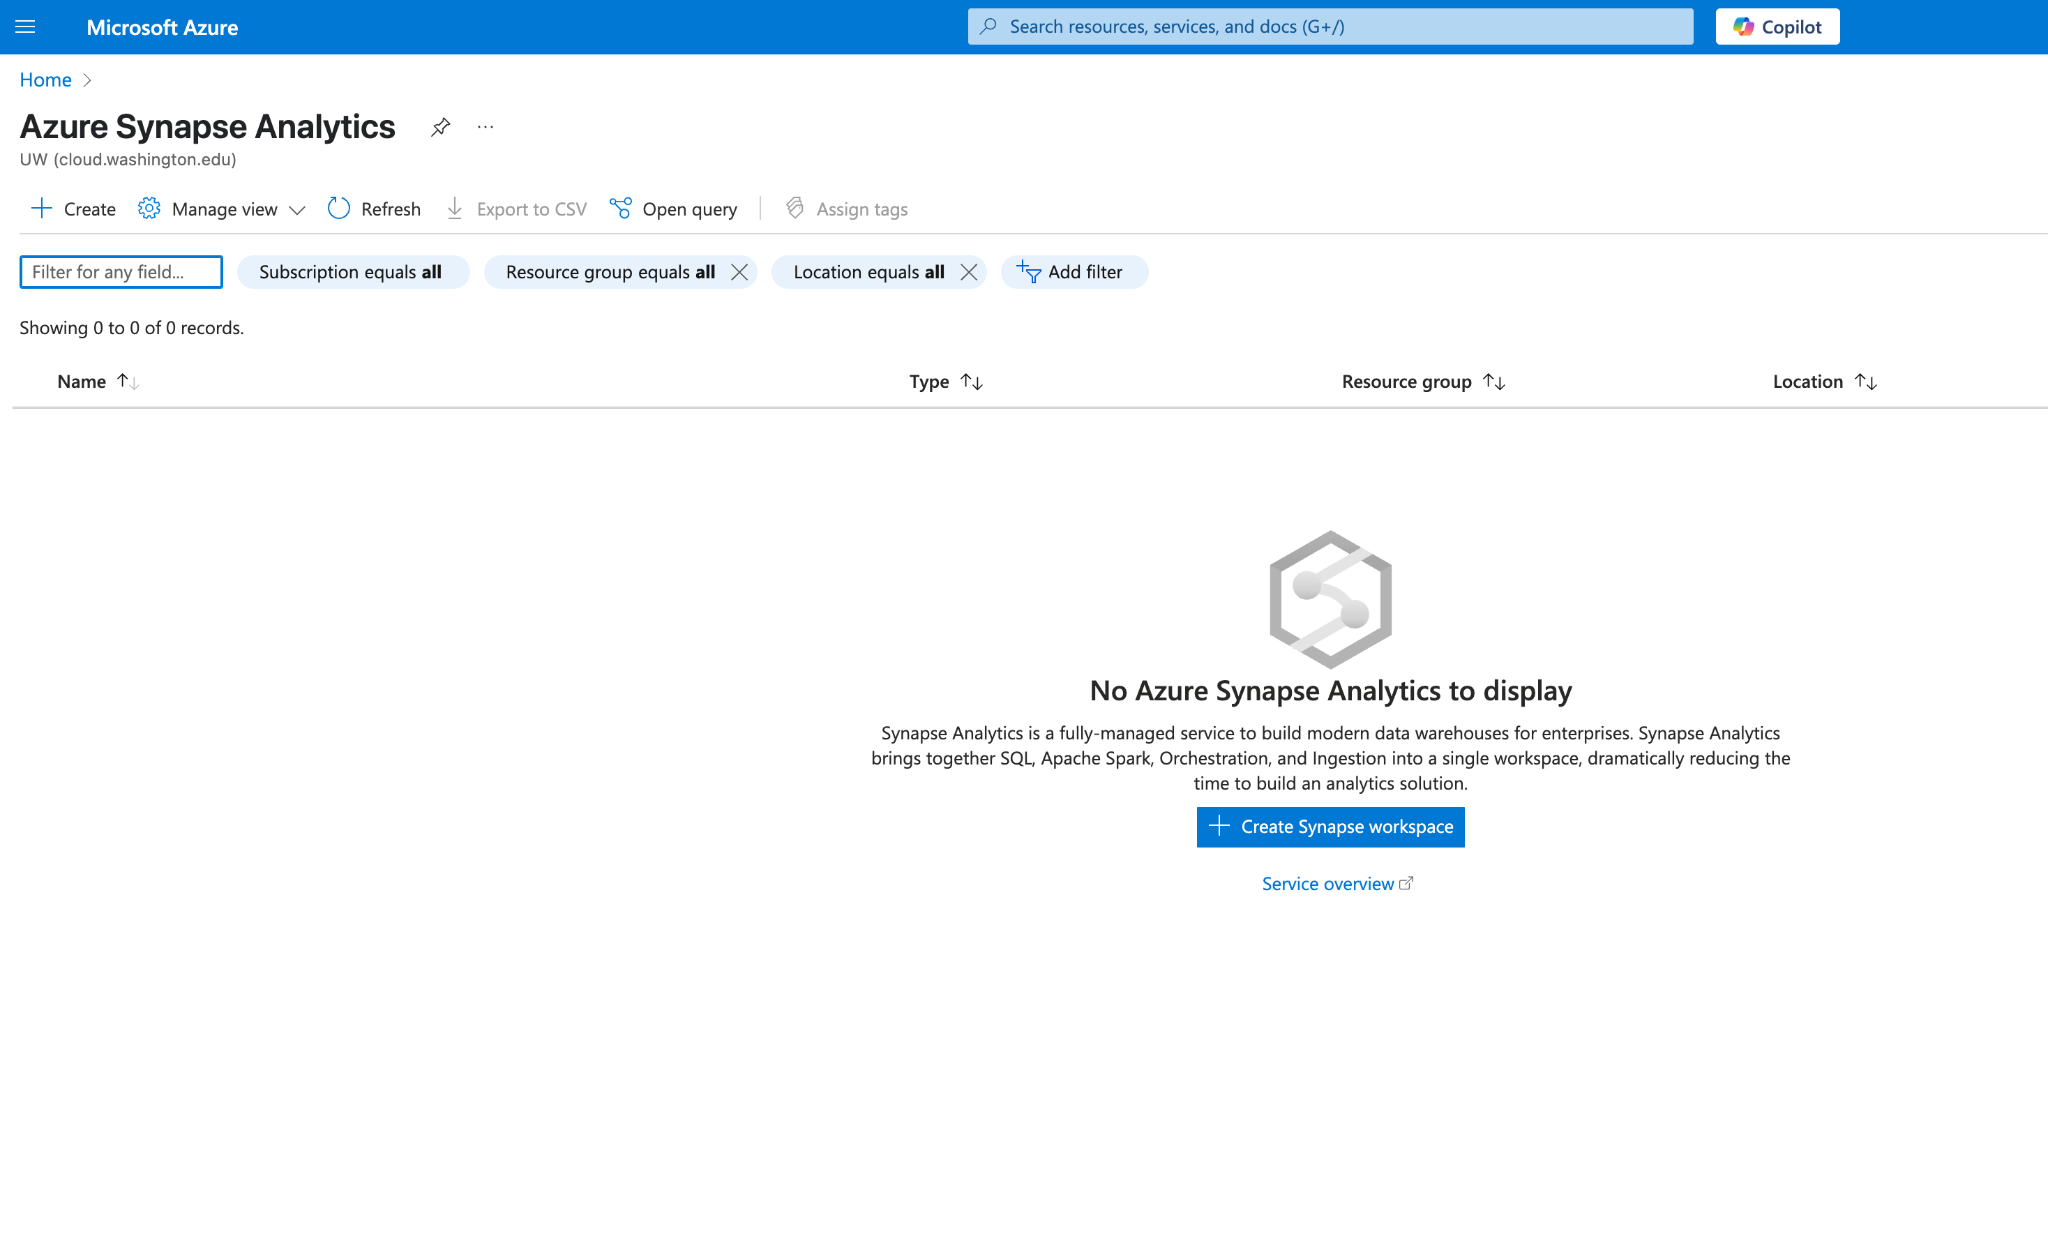 Microsoft Azure
Search resources, services, and docs (G+/)
Copilot
Home
Azure Synapse Analytics
UW (cloud.washington.edu)
Create
Manage view
Refresh
Export to CSV
Open query
Assign tags
Filter for any field...
Subscription equals all
Resource group equals all
Location equals all
Add filter
Showing 0 to 0 of 0 records.
Name
Type
Resource group
Location
No Azure Synapse Analytics to display
Synapse Analytics is a fully-managed service to build modern data warehouses for enterprises. Synapse Analytics
brings together SQL, Apache Spark, Orchestration, and Ingestion into a single workspace, dramatically reducing the
time to build an analytics solution.
Create Synapse workspace
Service overview